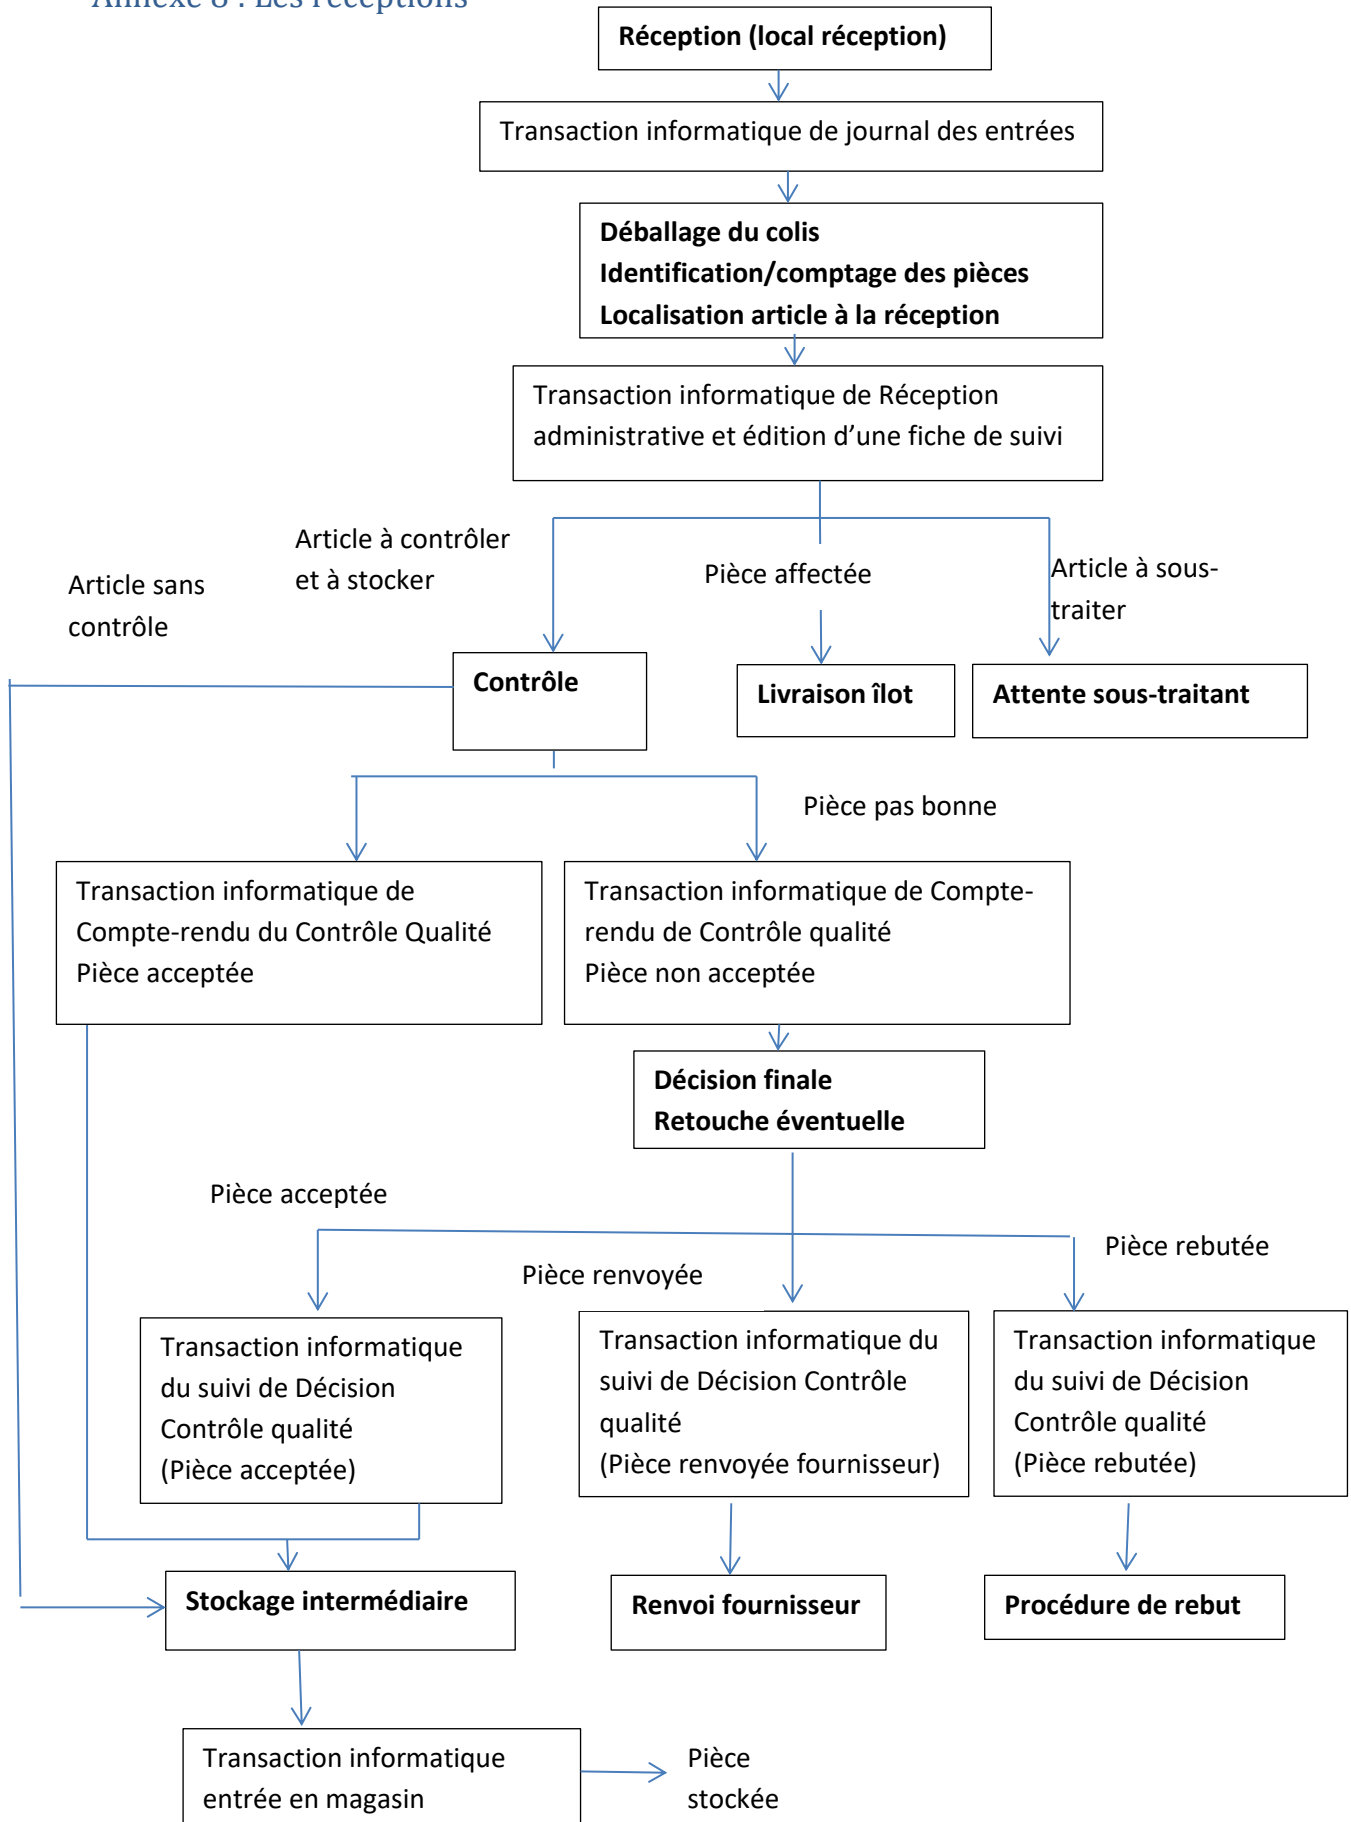 Annexe 8 : Les réceptions
Réception (local réception)
Transaction informatique de journal des entrées
Déballage du colis
Identification/comptage des pièces
Localisation article à la réception
Transaction informatique de Réception
administrative et édition d’une fiche de suivi
Article à contrôler
et à stocker
Article sans
contrôle
Pièce affectée
Article à sous-
traiter
Contrôle
Livraison îlot
Attente sous-traitant
Pièce pas bonne
Transaction informatique de
Compte-rendu du Contrôle Qualité
Pièce acceptée
Transaction informatique de Compte-
rendu de Contrôle qualité
Pièce non acceptée
Décision finale
Retouche éventuelle
Pièce acceptée
Pièce renvoyée
Pièce rebutée
Transaction informatique
du suivi de Décision
Contrôle qualité
(Pièce acceptée)
Transaction informatique du
suivi de Décision Contrôle
qualité
(Pièce renvoyée fournisseur)
Transaction informatique
du suivi de Décision
Contrôle qualité
(Pièce rebutée)
Stockage intermédiaire
Renvoi fournisseur
Procédure de rebut
Transaction informatique
entrée en magasin
Pièce
stockée